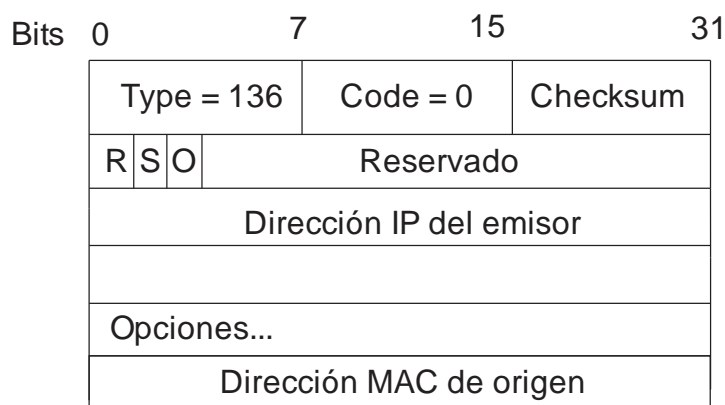 Bits 0 7 15 31
Type = 136 Code = 0 Checksum
R S O Reservado
Dirección IP del emisor
Opciones...
Dirección MAC de origen